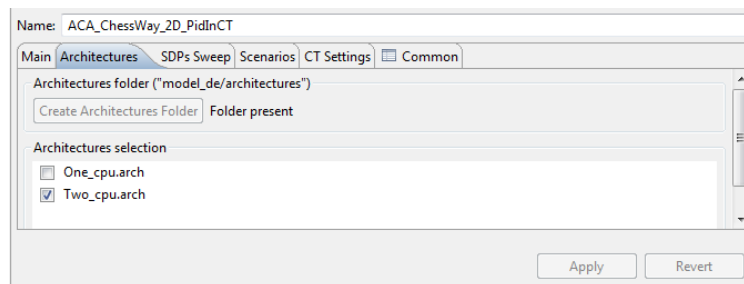 Name: ACA_ChessWay_2D_PidInCT
Main Architectures SDPs Sweep Scenarios CT Settings Common
Architectures folder ("model_de/architectures")
Create Architectures Folder Folder present
Architectures selection
One_cpu.arch
Two_cpu.arch
Apply Revert